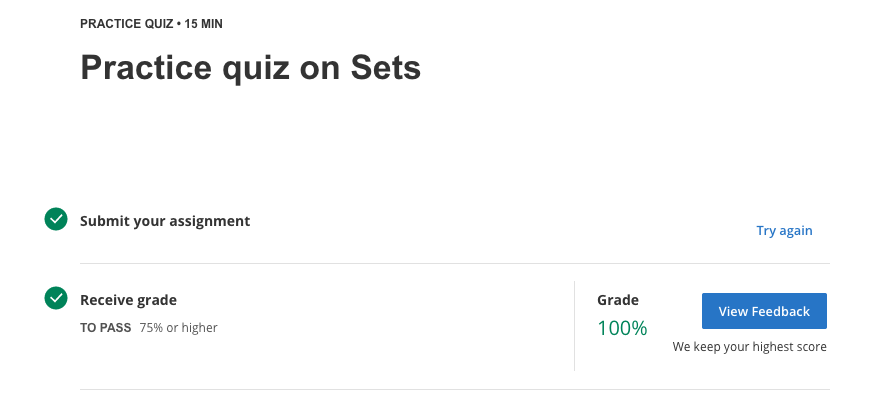 PRACTICE QUIZ • 15 MIN
Practice quiz on Sets
Submit your assignment
Try again
Receive grade
TO PASS 75% or higher
Grade
100%
View Feedback
We keep your highest score